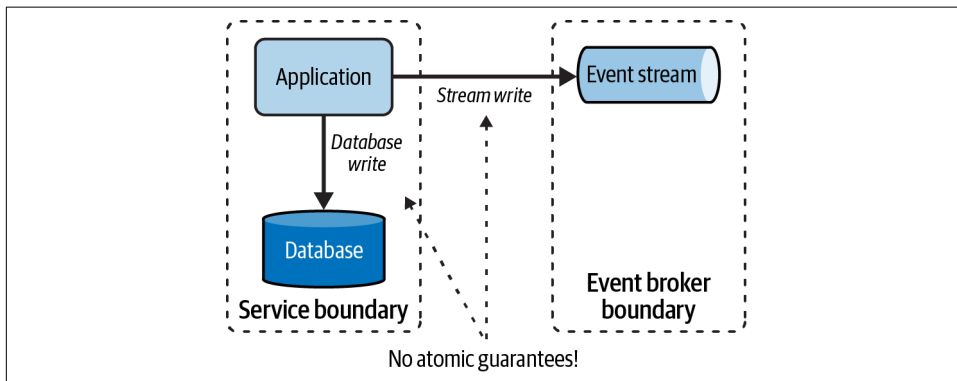 Application
Event stream
Stream write
Database
write
Database
Service boundary
Event broker
boundary
No atomic guarantees!